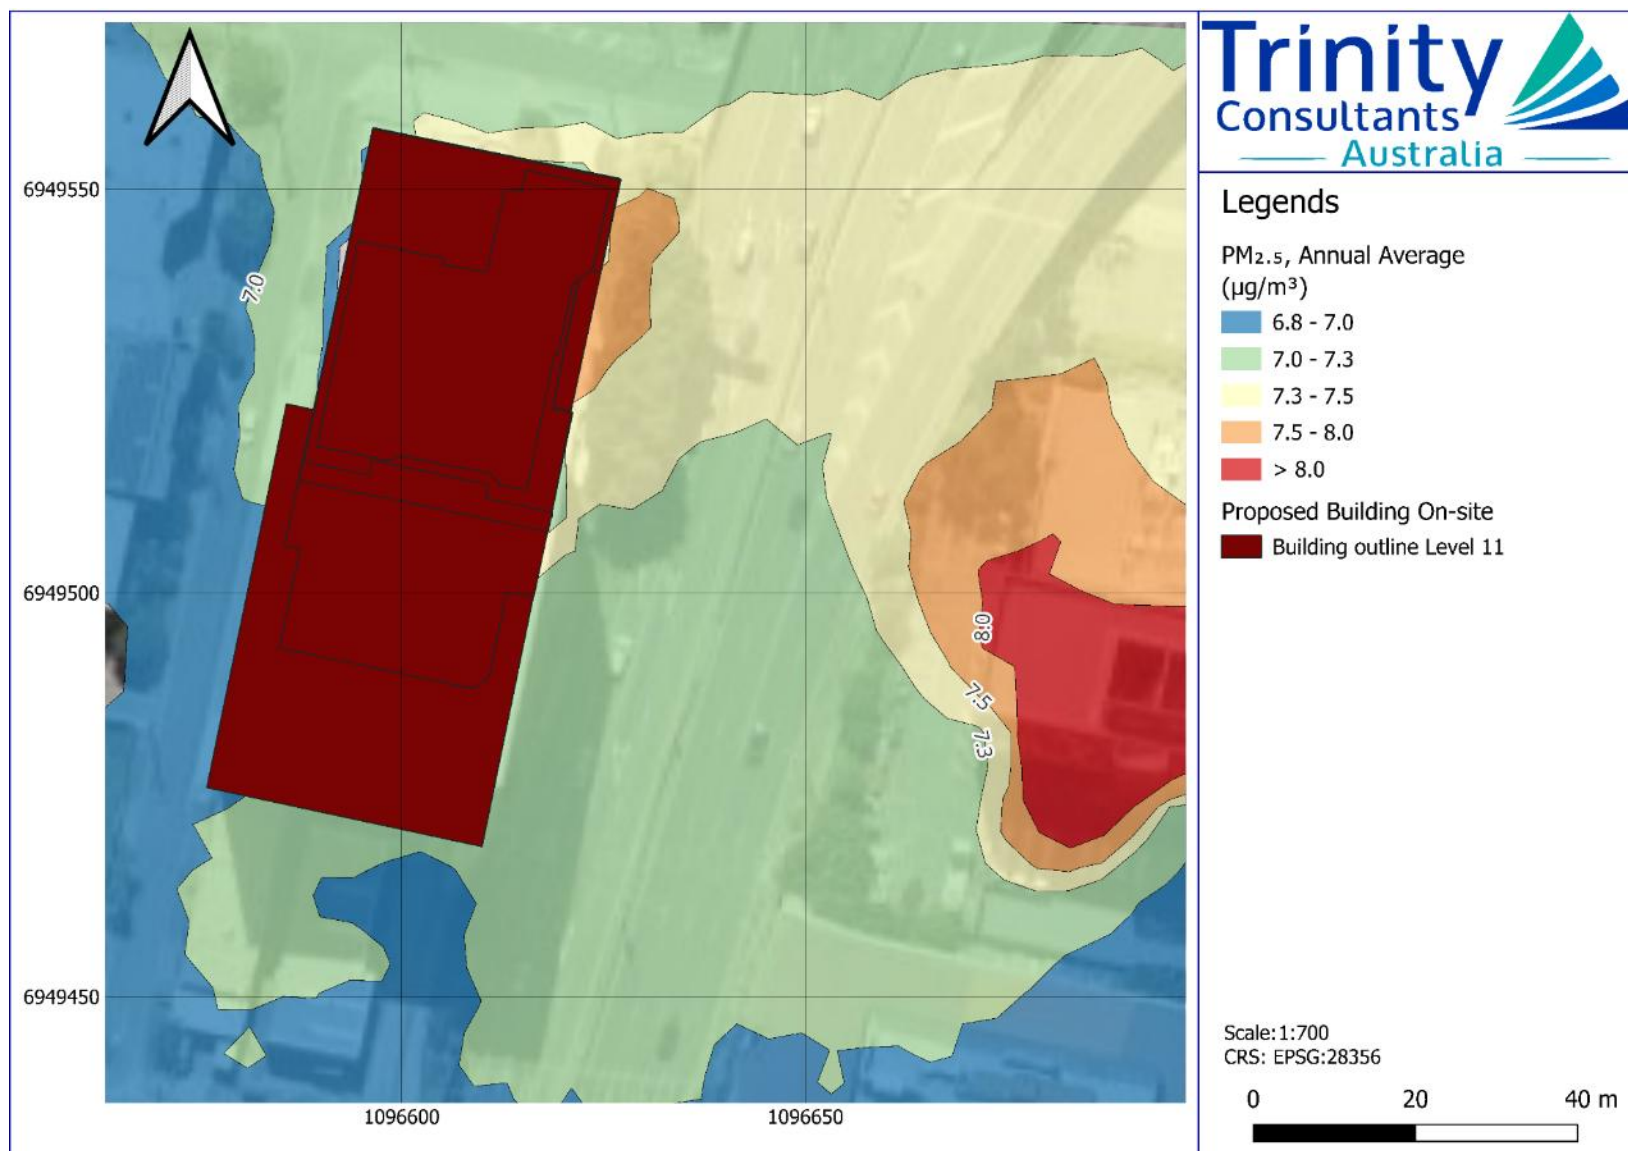 Trinity
Consultants
Australia
Legends
PM₂.₅, Annual Average
(µg/m³)
6.8 - 7.0
7.0 - 7.3
7.3 - 7.5
7.5 - 8.0
> 8.0
Proposed Building On-site
Building outline Level 11
Scale:1:700
CRS: EPSG:28356
0 20 40 m
6949550
6949500
6949450
1096600 1096650
7.0
8.0
7.5
7.3